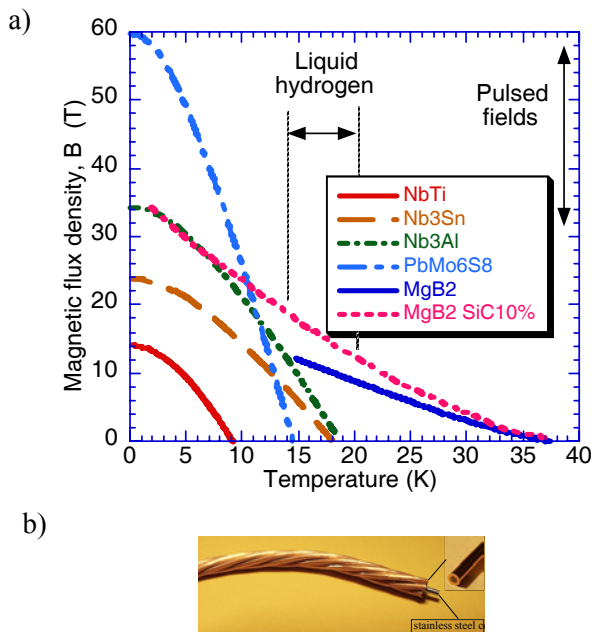 a)
60
50
40
30
20
10
0
Magnetic flux density, B (T)
Liquid
hydrogen
Pulsed
fields
NbTi
Nb3Sn
Nb3Al
PbMo6S8
MgB2
MgB2 SiC10%
0 5 10 15 20 25 30 35 40
Temperature (K)
b)
stainless steel c